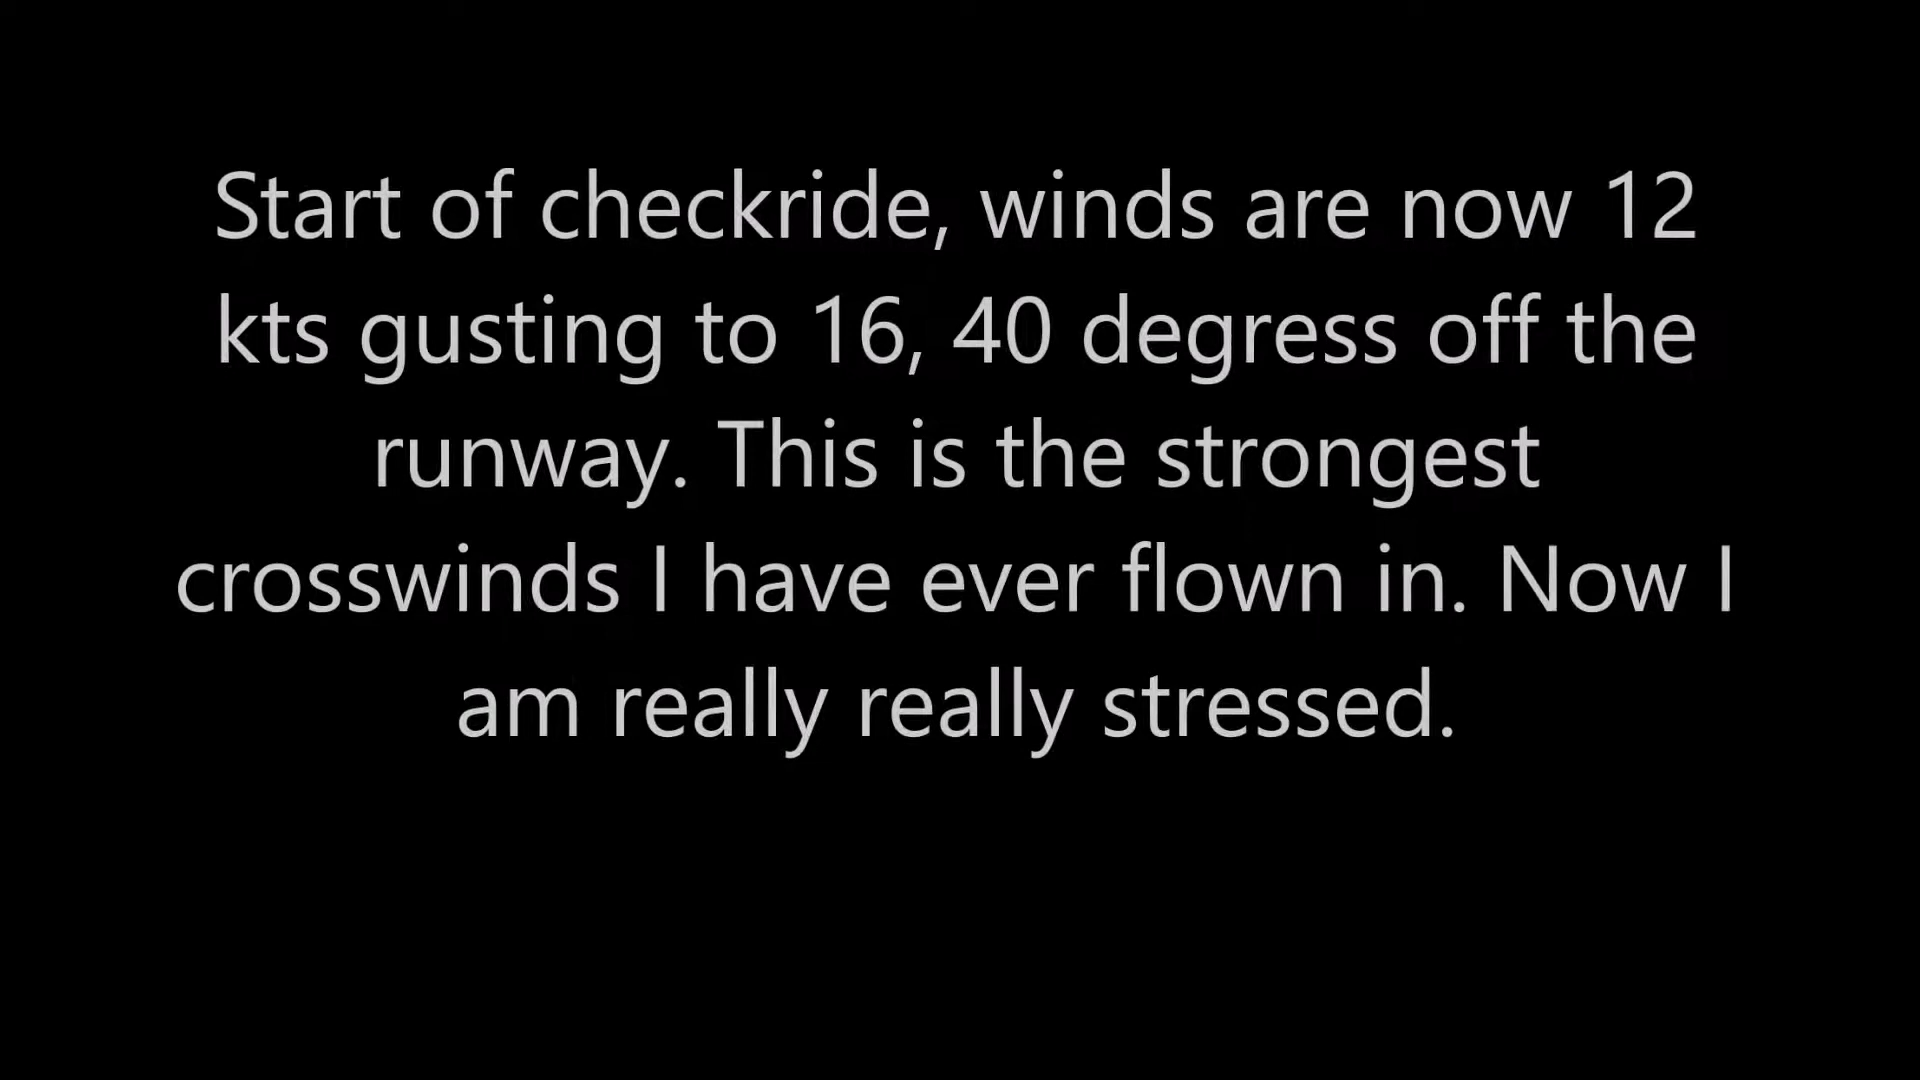 Start of checkride, winds are now 12
kts gusting to 16, 40 degress off the
runway. This is the strongest
crosswinds I have ever flown in. Now I
am really really stressed.